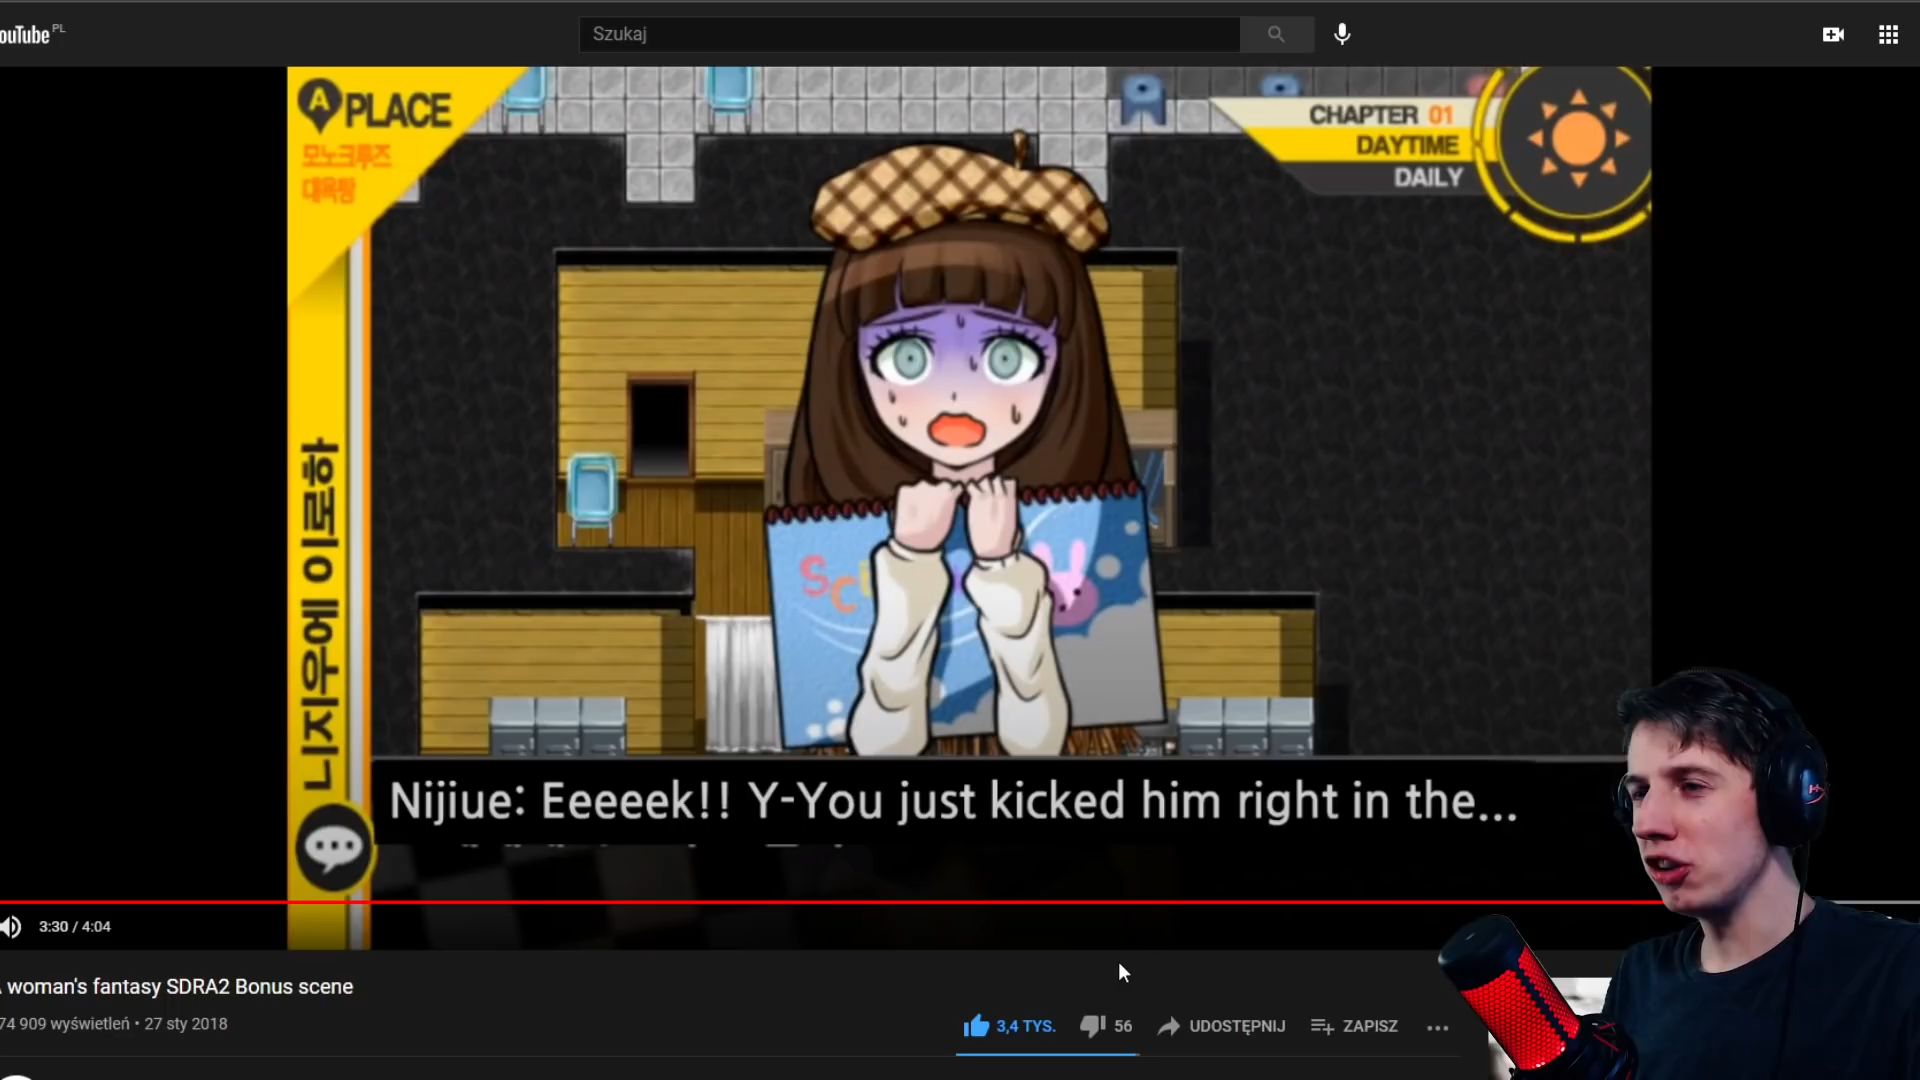 ouTube PL
Szukaj
A PLACE
모노크루즈
대욕탕
CHAPTER 01
DAYTIME
DAILY
니지우에 이로하
Nijiue: Eeeeek!! Y-You just kicked him right in the...
3:30 / 4:04
woman's fantasy SDRA2 Bonus scene
74 909 wyświetleń • 27 sty 2018
3,4 TYS.
56
UDOSTĘPNIJ
ZAPISZ